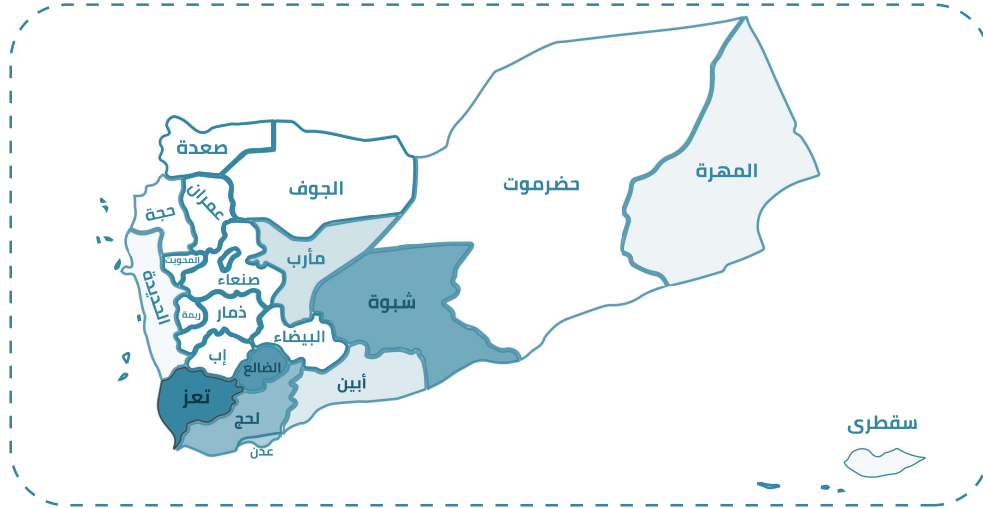 صعدة
الجوف
عمران
حجة
المحويت
صنعاء
مأرب
حضرموت
المهرة
الحديدة
ريمة
ذمار
شبوة
البيضاء
إب
الضالع
تعز
لحج
أبين
عدن
سقطرى